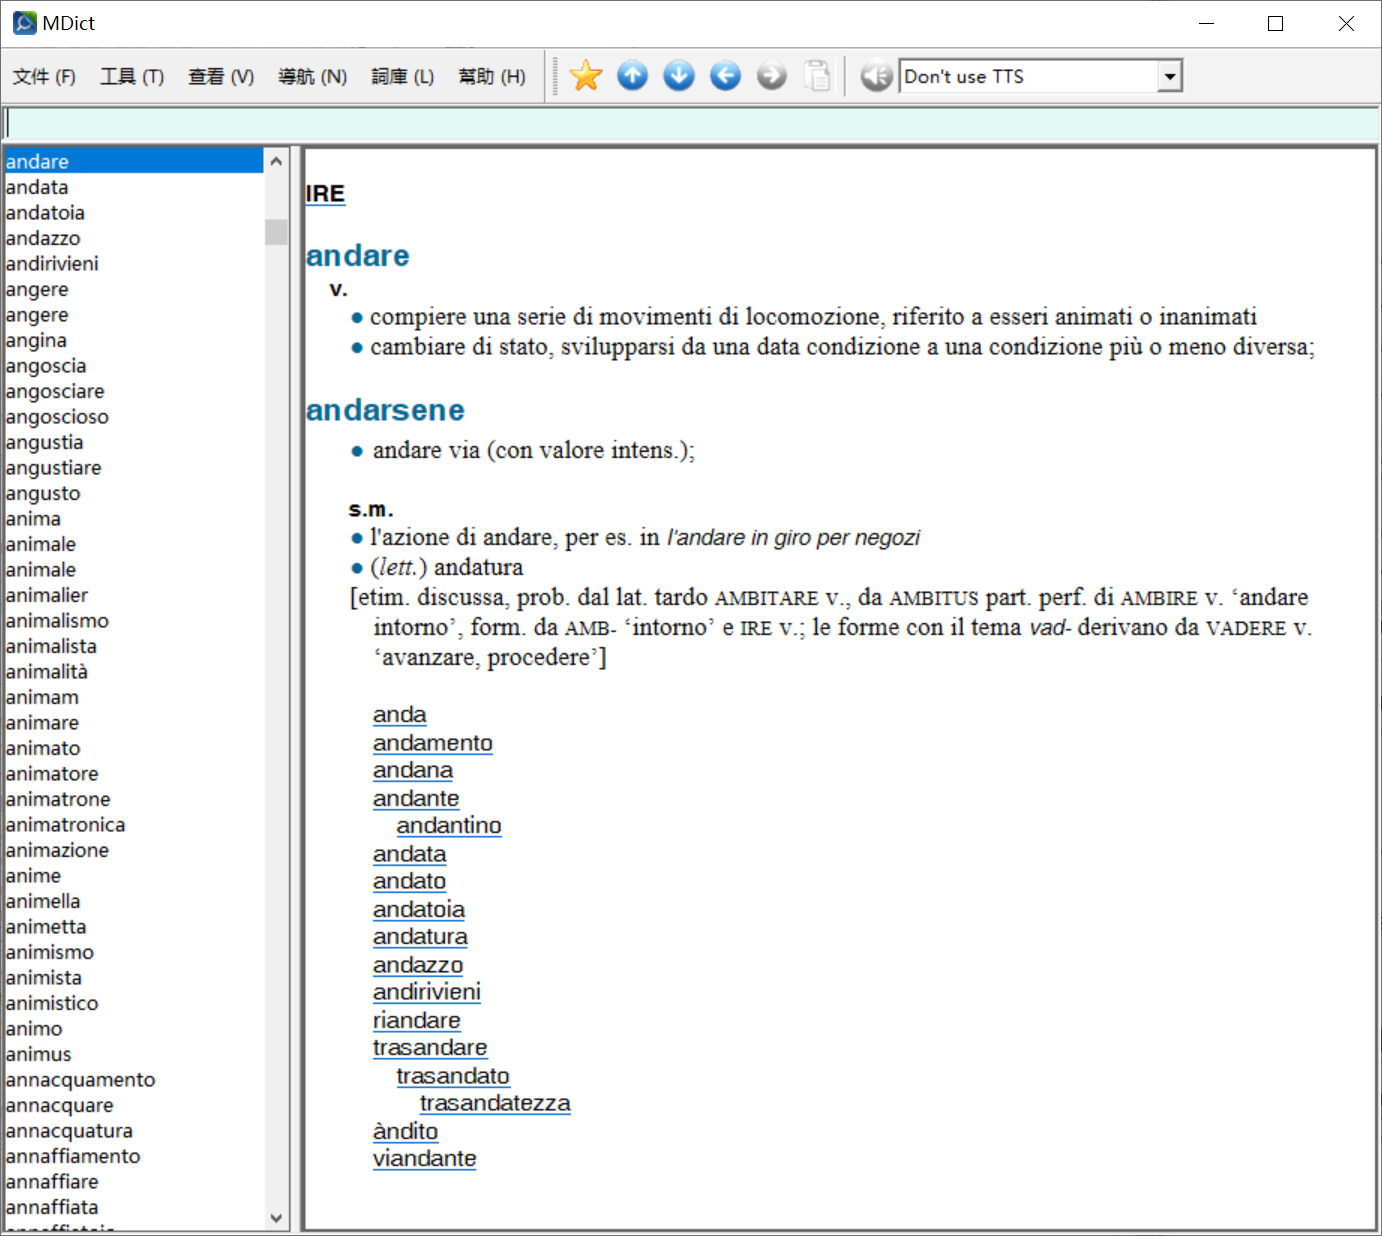 MDict
文件 (F) 工具 (T) 查看 (V) 導航 (N) 詞庫 (L) 幫助 (H) Don't use TTS
andare
andata
andatoia
andazzo
andirivieni
angere
angere
angina
angoscia
angosciare
angoscioso
angustia
angustiare
angusto
anima
animale
animale
animalier
animalismo
animalista
animalità
animam
animare
animato
animatore
animatrone
animatronica
animazione
anime
animella
animetta
animismo
animista
animistico
animo
animus
annacquamento
annacquare
annacquatura
annaffiamento
annaffiare
annaffiata
IRE
andare
v.
● compiere una serie di movimenti di locomozione, riferito a esseri animati o inanimati
● cambiare di stato, svilupparsi da una data condizione a una condizione più o meno diversa;
andarsene
● andare via (con valore intens.);
s.m.
● l'azione di andare, per es. in l'andare in giro per negozi
● (lett.) andatura
[etim. discussa, prob. dal lat. tardo AMBITARE v., da AMBITUS part. perf. di AMBIRE v. ‘andare
intorno’, form. da AMB- ‘intorno’ e IRE v.; le forme con il tema vad- derivano da VADERE v.
‘avanzare, procedere’]
anda
andamento
andana
andante
andantino
andata
andato
andatoia
andatura
andazzo
andirivieni
riandare
trasandare
trasandato
trasandatezza
àndito
viandante